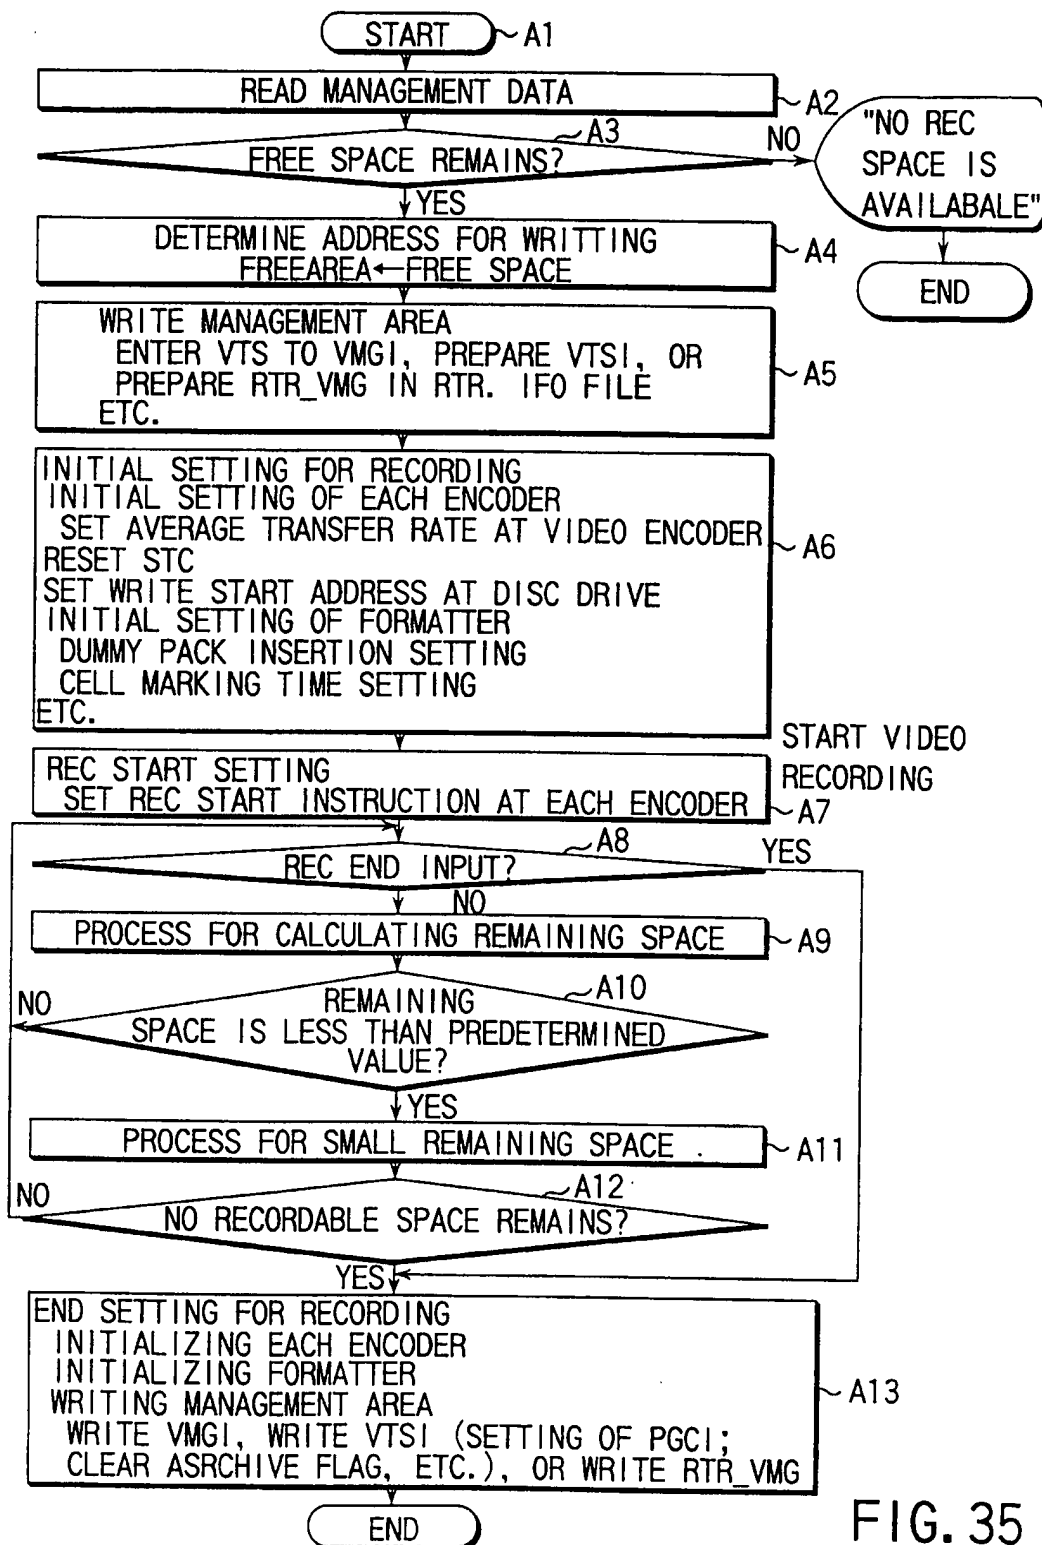 START
A1
READ MANAGEMENT DATA
A2
A3
FREE SPACE REMAINS?
NO
"NO REC
SPACE IS
AVAILABALE"
END
YES
DETERMINE ADDRESS FOR WRITTING
FREEAREA←FREE SPACE
A4
WRITE MANAGEMENT AREA
ENTER VTS TO VMGI, PREPARE VTSI, OR
PREPARE RTR_VMG IN RTR. IFO FILE
ETC.
A5
INITIAL SETTING FOR RECORDING
INITIAL SETTING OF EACH ENCODER
SET AVERAGE TRANSFER RATE AT VIDEO ENCODER
RESET STC
SET WRITE START ADDRESS AT DISC DRIVE
INITIAL SETTING OF FORMATTER
DUMMY PACK INSERTION SETTING
CELL MARKING TIME SETTING
ETC.
A6
START VIDEO
RECORDING
REC START SETTING
SET REC START INSTRUCTION AT EACH ENCODER
A7
A8
REC END INPUT?
YES
NO
PROCESS FOR CALCULATING REMAINING SPACE
A9
A10
NO
REMAINING
SPACE IS LESS THAN PREDETERMINED
VALUE?
YES
PROCESS FOR SMALL REMAINING SPACE .
A11
A12
NO
NO RECORDABLE SPACE REMAINS?
YES
END SETTING FOR RECORDING
INITIALIZING EACH ENCODER
INITIALIZING FORMATTER
WRITING MANAGEMENT AREA
WRITE VMGI, WRITE VTSI (SETTING OF PGCI;
CLEAR ASRCHIVE FLAG, ETC.), OR WRITE RTR_VMG
A13
END
FIG. 35